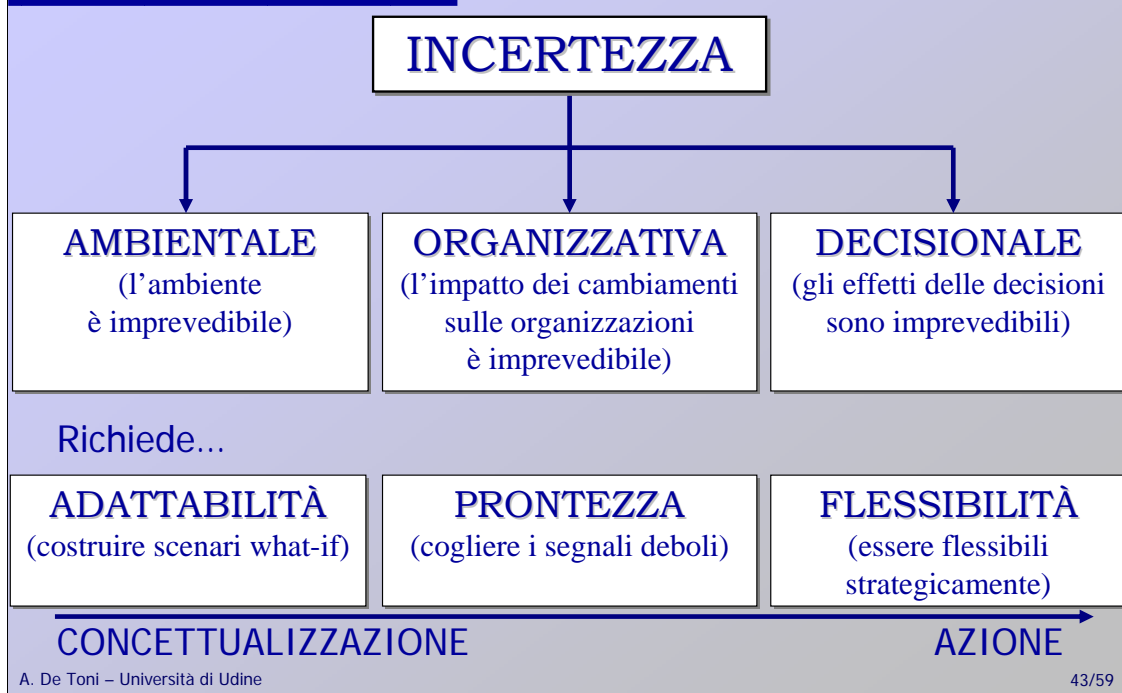 INCERTEZZA
AMBIENTALE
(l’ambiente
è imprevedibile)
ORGANIZZATIVA
(l’impatto dei cambiamenti
sulle organizzazioni
è imprevedibile)
DECISIONALE
(gli effetti delle decisioni
sono imprevedibili)
Richiede...
ADATTABILITÀ
(costruire scenari what-if)
PRONTEZZA
(cogliere i segnali deboli)
FLESSIBILITÀ
(essere flessibili
strategicamente)
CONCETTUALIZZAZIONE AZIONE
A. De Toni – Università di Udine 43/59